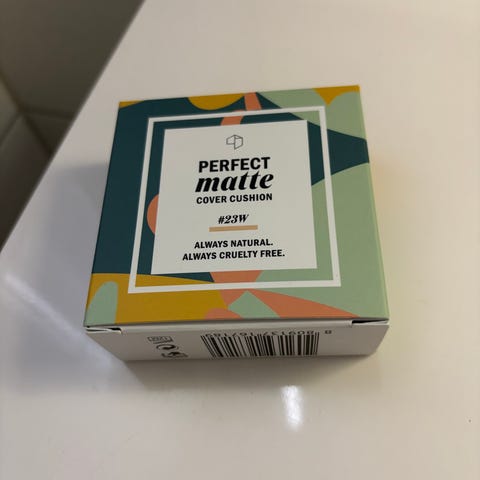 PERFECT
matte
COVER CUSHION
#23W
ALWAYS NATURAL.
ALWAYS CRUELTY FREE.